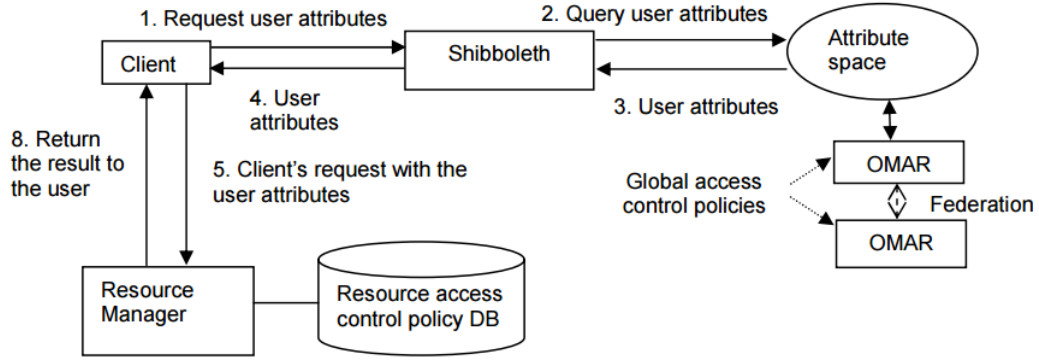 1. Request user attributes
2. Query user attributes
Client
Shibboleth
Attribute
space
4. User
attributes
3. User attributes
8. Return
the result to
the user
5. Client's request with the
user attributes
OMAR
Global access
control policies
Federation
OMAR
Resource
Manager
Resource access
control policy DB